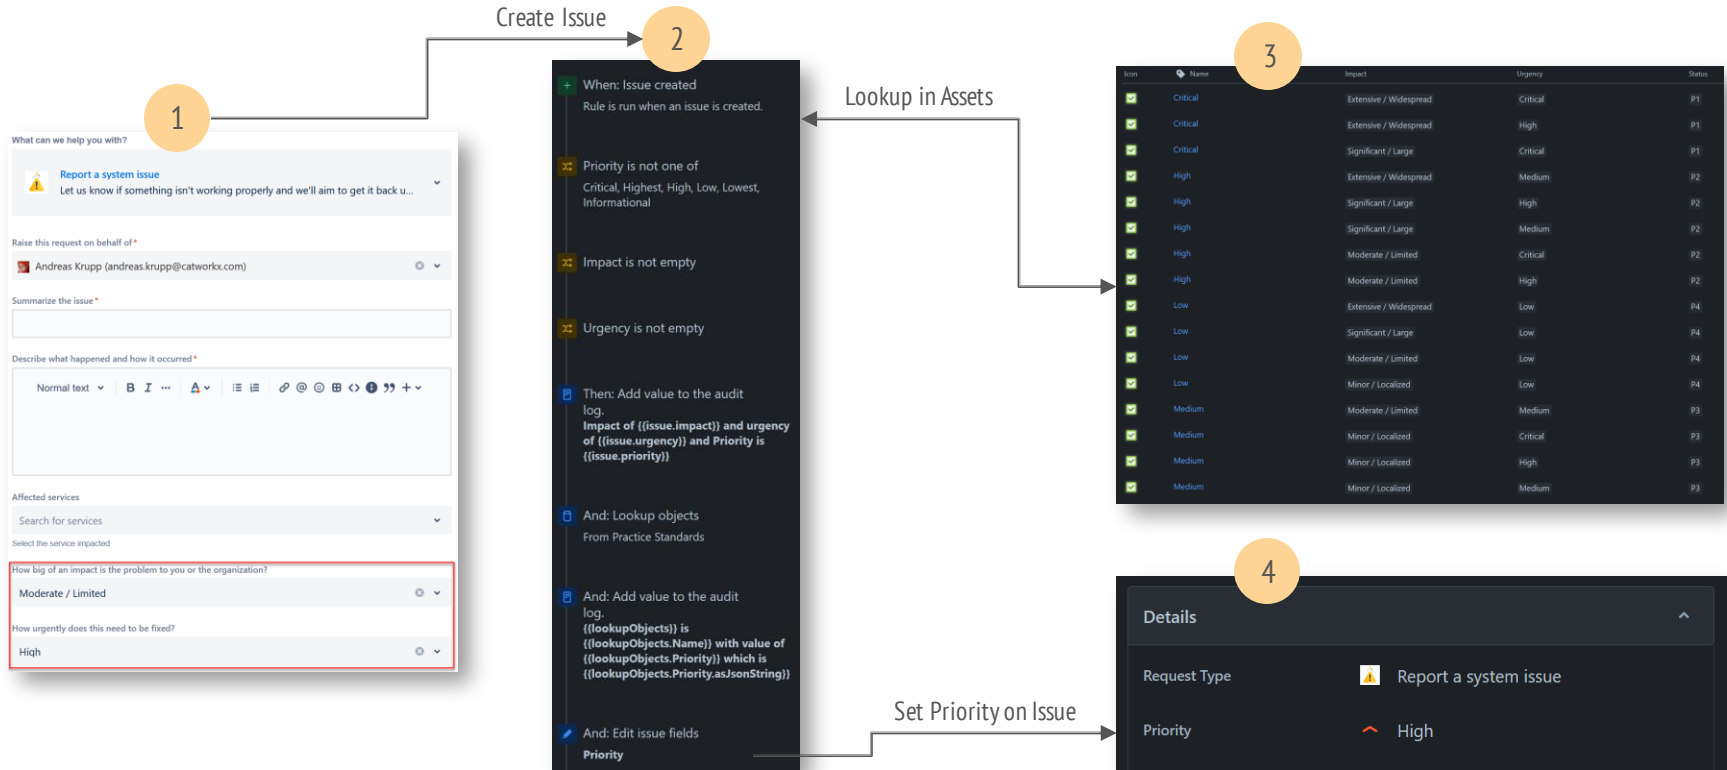 Create Issue
1
What can we help you with?
Report a system issue
Let us know if something isn't working properly and we'll aim to get it back u...
Raise this request on behalf of *
Andreas Krupp (andreas.krupp@catworkx.com)
Summarize the issue *
Describe what happened and how it occurred *
Normal text B I ... A
Affected services
Search for services
Select the service impacted
How big of an impact is the problem to you or the organization?
Moderate / Limited
How urgently does this need to be fixed?
High
2
When: Issue created
Rule is run when an issue is created.
Priority is not one of
Critical, Highest, High, Low, Lowest,
Informational
Impact is not empty
Urgency is not empty
Then: Add value to the audit
log.
Impact of {{issue.impact}} and urgency
of {{issue.urgency}} and Priority is
{{issue.priority}}
And: Lookup objects
From Practice Standards
And: Add value to the audit
log.
{{lookupObjects}} is
{{lookupObjects.Name}} with value of
{{lookupObjects.Priority}} which is
{{lookupObjects.Priority.asJsonString}}
And: Edit issue fields
Priority
Lookup in Assets
3
Icon Name Impact Urgency Status
Critical Extensive / Widespread Critical P1
Critical Extensive / Widespread High P1
Critical Significant / Large Critical P1
High Extensive / Widespread Medium P2
High Significant / Large High P2
High Significant / Large Medium P2
High Moderate / Limited Critical P2
High Moderate / Limited High P2
Low Extensive / Widespread Low P4
Low Significant / Large Low P4
Low Moderate / Limited Low P4
Low Minor / Localized Low P4
Medium Moderate / Limited Medium P3
Medium Minor / Localized Critical P3
Medium Minor / Localized High P3
Medium Minor / Localized Medium P3
Set Priority on Issue
4
Details
Request Type Report a system issue
Priority High